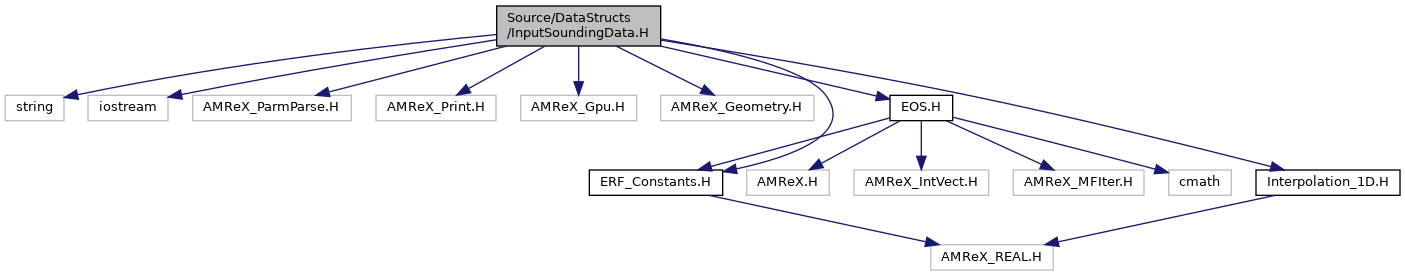 Source/DataStructs
/InputSoundingData.H
string
iostream
AMReX_ParmParse.H
AMReX_Print.H
AMReX_Gpu.H
AMReX_Geometry.H
EOS.H
ERF_Constants.H
AMReX.H
AMReX_IntVect.H
AMReX_MFIter.H
cmath
Interpolation_1D.H
AMReX_REAL.H